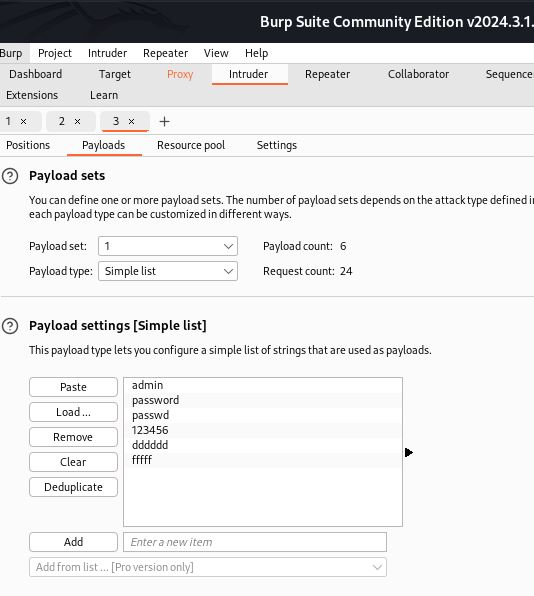 Burp Suite Community Edition v2024.3.1.
Burp Project Intruder Repeater View Help
Dashboard Target Proxy Intruder Repeater Collaborator Sequence
Extensions Learn
1 × 2 × 3 × +
Positions Payloads Resource pool Settings
? Payload sets
You can define one or more payload sets. The number of payload sets depends on the attack type defined i
each payload type can be customized in different ways.
Payload set: 1 Payload count: 6
Payload type: Simple list Request count: 24
? Payload settings [Simple list]
This payload type lets you configure a simple list of strings that are used as payloads.
Paste
Load ...
Remove
Clear
Deduplicate
admin
password
passwd
123456
dddddd
fffff
Add Enter a new item
Add from list ... [Pro version only]